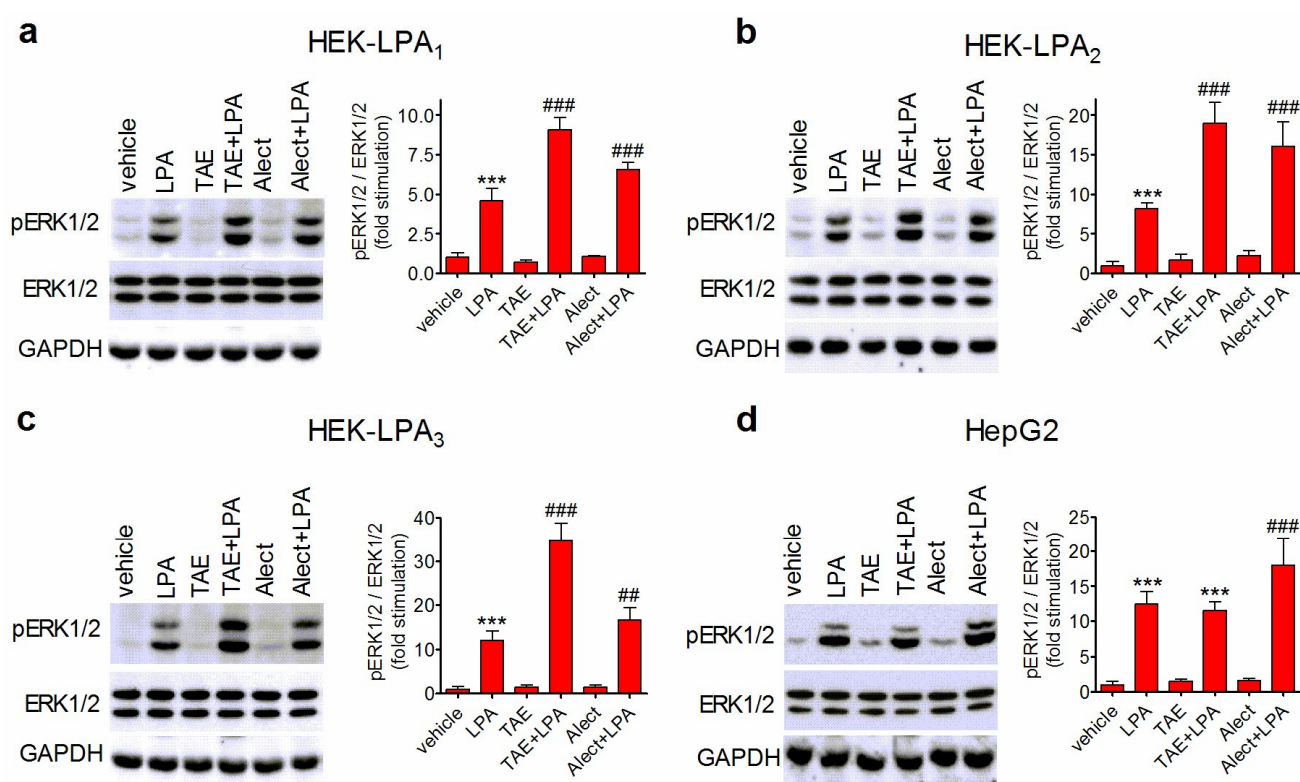 a
HEK-LPA₁
vehicle
LPA
TAE
TAE+LPA
Alect
Alect+LPA
pERK1/2
ERK1/2
GAPDH
pERK1/2 / ERK1/2
(fold stimulation)
10.0
7.5
5.0
2.5
0.0
***
###
###
vehicle
LPA
TAE
TAE+LPA
Alect
Alect+LPA
b
HEK-LPA₂
vehicle
LPA
TAE
TAE+LPA
Alect
Alect+LPA
pERK1/2
ERK1/2
GAPDH
pERK1/2 / ERK1/2
(fold stimulation)
20
15
10
5
0
***
###
###
vehicle
LPA
TAE
TAE+LPA
Alect
Alect+LPA
c
HEK-LPA₃
vehicle
LPA
TAE
TAE+LPA
Alect
Alect+LPA
pERK1/2
ERK1/2
GAPDH
pERK1/2 / ERK1/2
(fold stimulation)
40
30
20
10
0
***
###
##
vehicle
LPA
TAE
TAE+LPA
Alect
Alect+LPA
d
HepG2
vehicle
LPA
TAE
TAE+LPA
Alect
Alect+LPA
pERK1/2
ERK1/2
GAPDH
pERK1/2 / ERK1/2
(fold stimulation)
25
20
15
10
5
0
***
***
###
vehicle
LPA
TAE
TAE+LPA
Alect
Alect+LPA